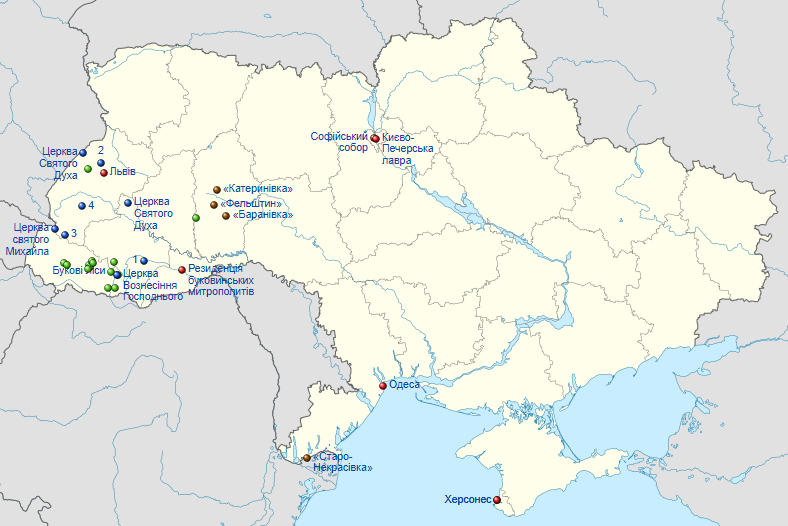 Софійський
собор
Києво-
Печерська
лавра
Церква
Святого
Духа
2
Львів
«Катеринівка»
«Фельштин»
«Баранівка»
4
Церква
Святого
Духа
Церква
святого
Михаїла
3
1
Букові ліси
Церква
Вознесіння
Господнього
Резиденція
буковинських
митрополитів
Одеса
«Старо-
Некрасівка»
Херсонес